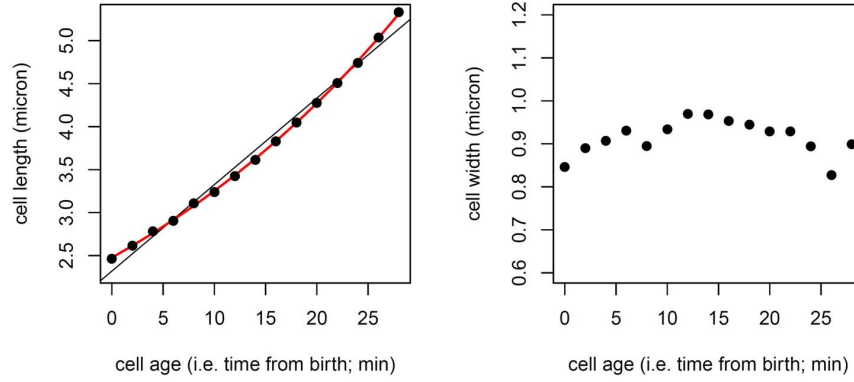 cell length (micron)
5.0
4.5
4.0
3.5
3.0
2.5
0 5 10 15 20 25
cell age (i.e. time from birth; min)
cell width (micron)
1.2
1.1
1.0
0.9
0.8
0.7
0.6
0 5 10 15 20 25
cell age (i.e. time from birth; min)